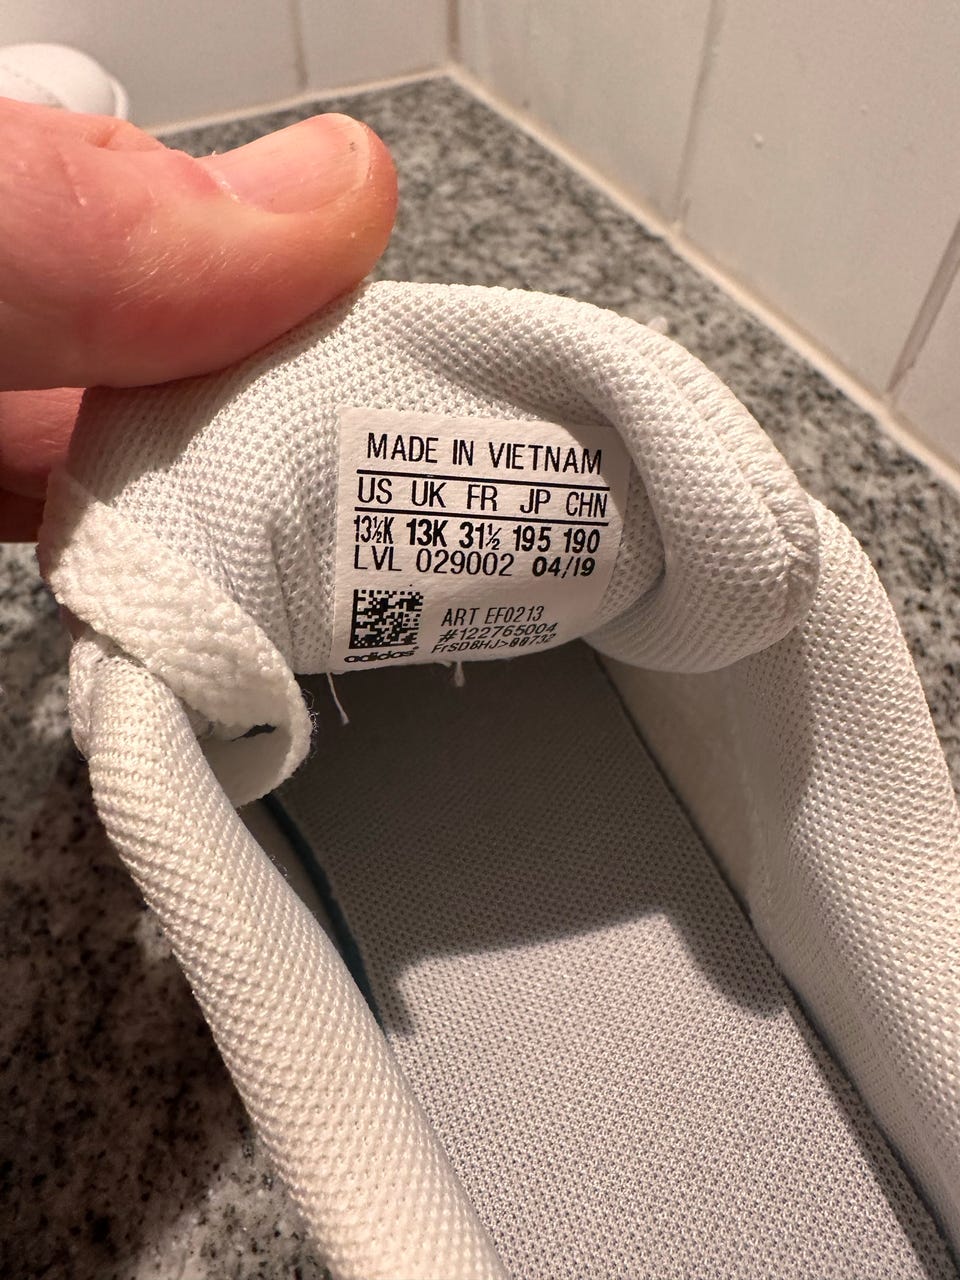 MADE IN VIETNAM
US UK FR JP CHN
13½K 13K 31½ 195 190
LVL 029002 04/19
ART EF0213
#122765004
adidas